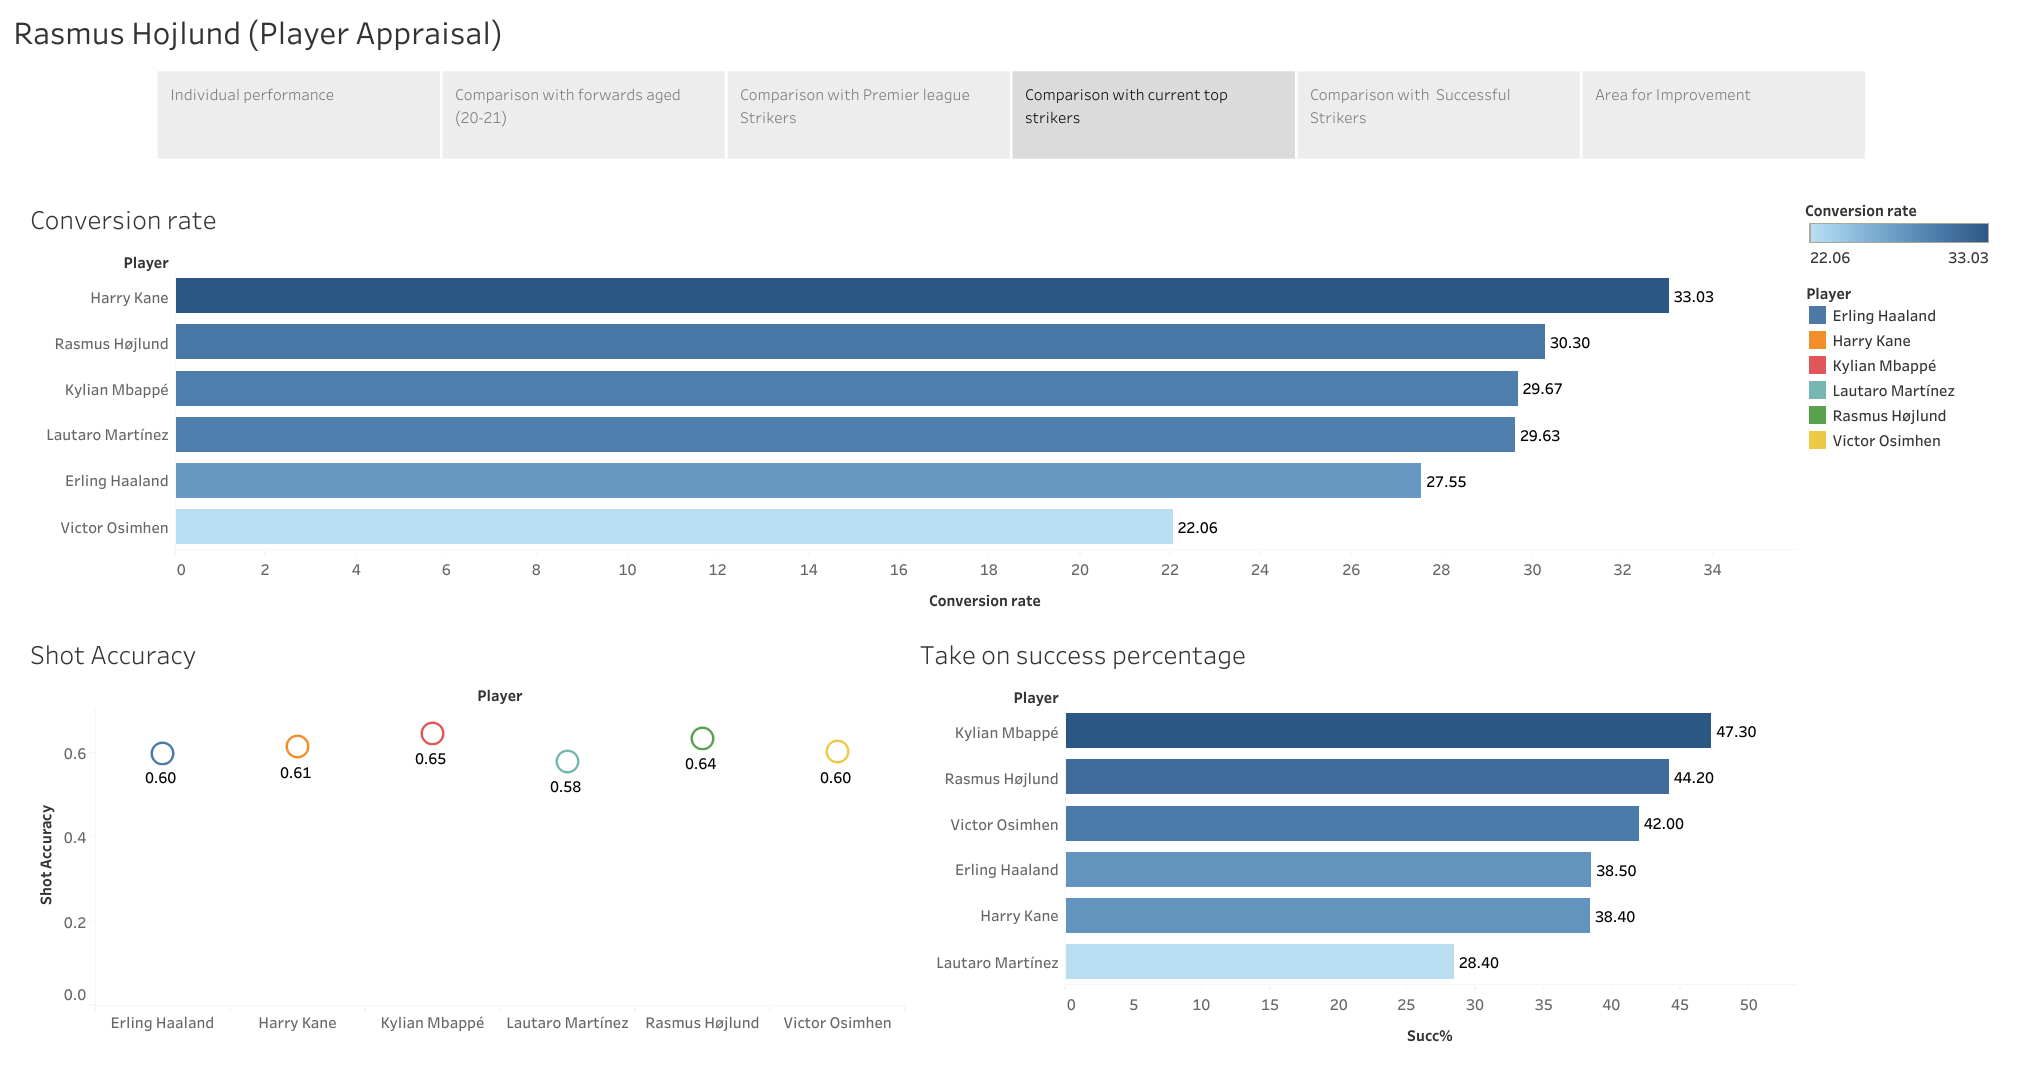 Rasmus Hojlund (Player Appraisal)
Individual performance
Comparison with forwards aged
(20-21)
Comparison with Premier league
Strikers
Comparison with current top
strikers
Comparison with  Successful
Strikers
Area for Improvement
Conversion rate
Player
Harry Kane 33.03
Rasmus Højlund 30.30
Kylian Mbappé 29.67
Lautaro Martínez 29.63
Erling Haaland 27.55
Victor Osimhen 22.06
0 2 4 6 8 10 12 14 16 18 20 22 24 26 28 30 32 34
Conversion rate
Conversion rate
22.06 33.03
Player
Erling Haaland
Harry Kane
Kylian Mbappé
Lautaro Martínez
Rasmus Højlund
Victor Osimhen
Shot Accuracy
Player
Shot Accuracy
0.6
0.4
0.2
0.0
0.60 0.61 0.65 0.58 0.64 0.60
Erling Haaland Harry Kane Kylian Mbappé Lautaro Martínez Rasmus Højlund Victor Osimhen
Take on success percentage
Player
Kylian Mbappé 47.30
Rasmus Højlund 44.20
Victor Osimhen 42.00
Erling Haaland 38.50
Harry Kane 38.40
Lautaro Martínez 28.40
0 5 10 15 20 25 30 35 40 45 50
Succ%